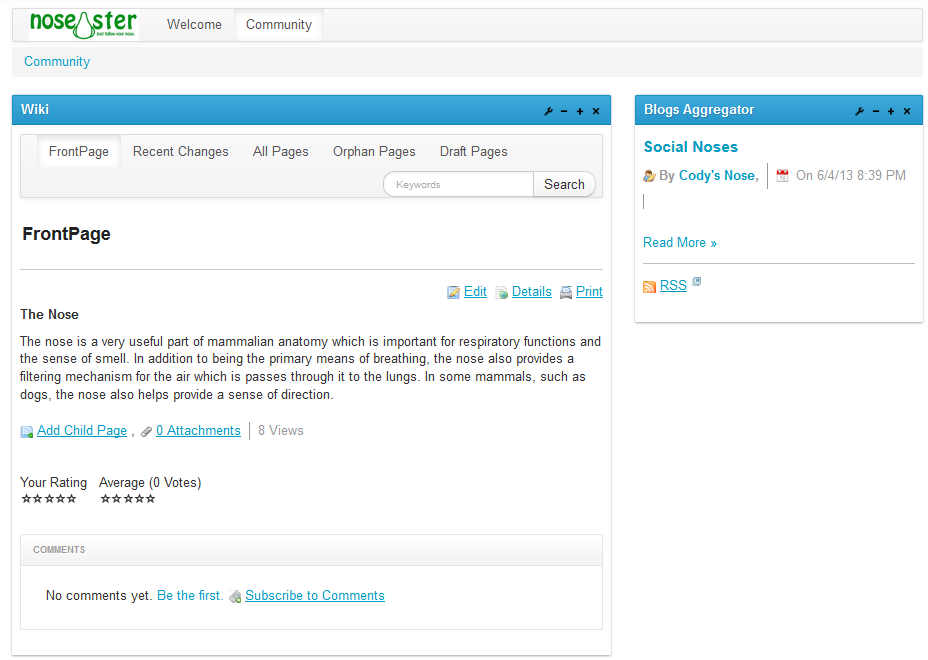 nose ster
Just follow your nose.
Welcome Community
Community
Wiki
FrontPage Recent Changes All Pages Orphan Pages Draft Pages
Keywords Search
FrontPage
Edit Details Print
The Nose
The nose is a very useful part of mammalian anatomy which is important for respiratory functions and
the sense of smell. In addition to being the primary means of breathing, the nose also provides a
filtering mechanism for the air which is passes through it to the lungs. In some mammals, such as
dogs, the nose also helps provide a sense of direction.
Add Child Page , 0 Attachments 8 Views
Your Rating Average (0 Votes)
COMMENTS
No comments yet. Be the first. Subscribe to Comments
Blogs Aggregator
Social Noses
By Cody's Nose, On 6/4/13 8:39 PM
Read More »
RSS